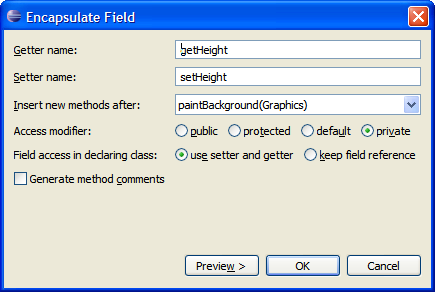 Encapsulate Field
Getter name: getHeight
Setter name: setHeight
Insert new methods after: paintBackground(Graphics)
Access modifier: public protected default private
Field access in declaring class: use setter and getter keep field reference
Generate method comments
Preview > OK Cancel